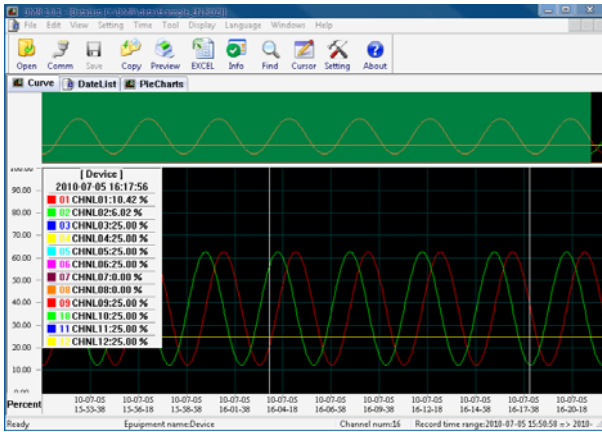 File Edit View Setting Time Tool Display Language Windows Help
Open Comm Save Copy Preview EXCEL Info Find Cursor Setting About
Curve DateList PieCharts
[ Device ]
2010-07-05 16:17:56
01 CHNL01:10.42 %
02 CHNL02:6.02 %
03 CHNL03:25.00 %
04 CHNL04:25.00 %
05 CHNL05:25.00 %
06 CHNL06:25.00 %
07 CHNL07:0.00 %
08 CHNL08:0.00 %
09 CHNL09:25.00 %
10 CHNL10:25.00 %
11 CHNL11:25.00 %
12 CHNL12:25.00 %
100.00
90.00
80.00
70.00
60.00
50.00
40.00
30.00
20.00
10.00
0.00
Percent
10-07-05 10-07-05 10-07-05 10-07-05 10-07-05 10-07-05 10-07-05 10-07-05 10-07-05 10-07-05 10-07-05
15-53-38 15-56-18 15-58-58 16-01-38 16-04-18 16-06-58 16-09-38 16-12-18 16-14-58 16-17-38 16-20-18
Ready Epuipment name:Device Channel num:16 Record time range:2010-07-05 15:50:58 => 2010-